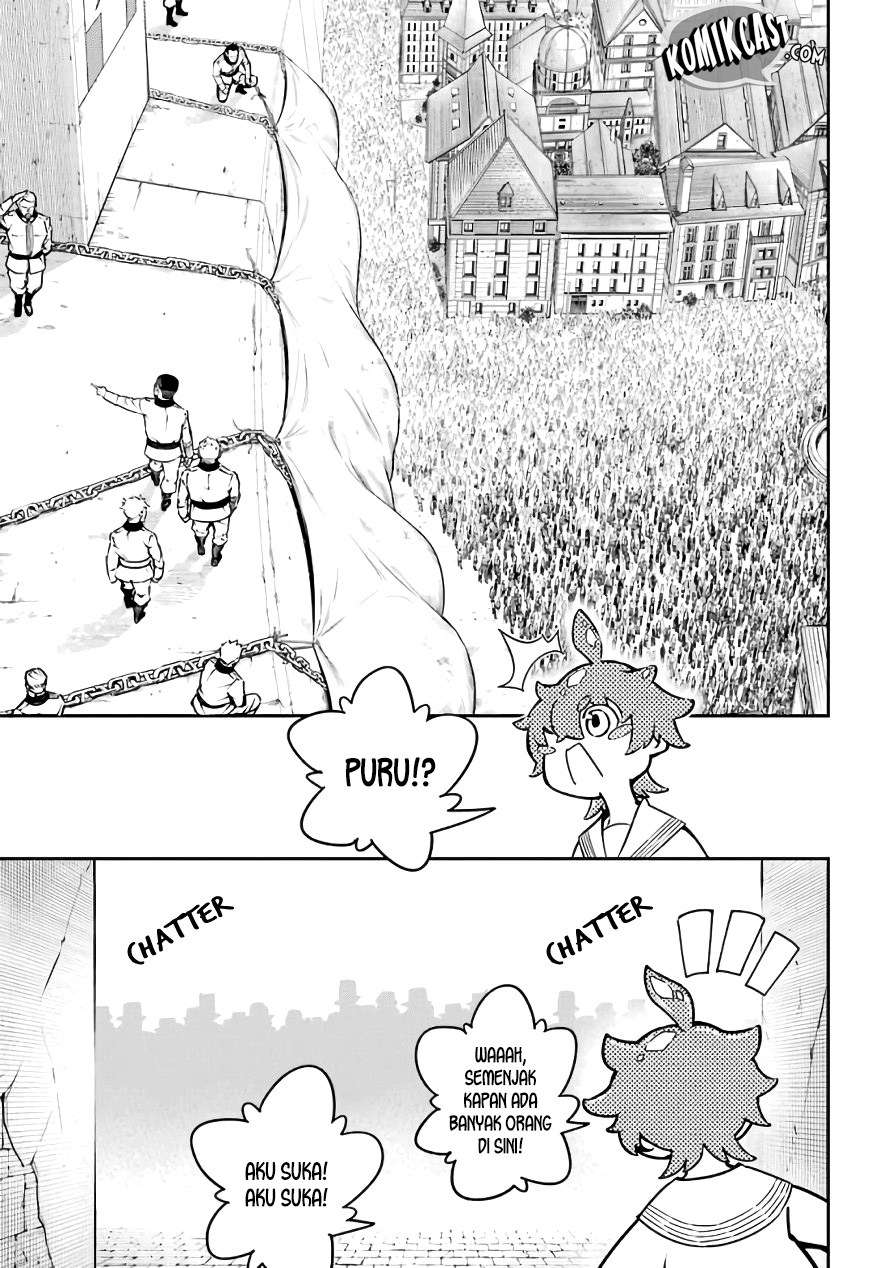 KOMIKCAST.COM
PURU!?
CHATTER
CHATTER
WAAAH,
SEMENJAK
KAPAN ADA
BANYAK ORANG
DI SINI!
AKU SUKA!
AKU SUKA!